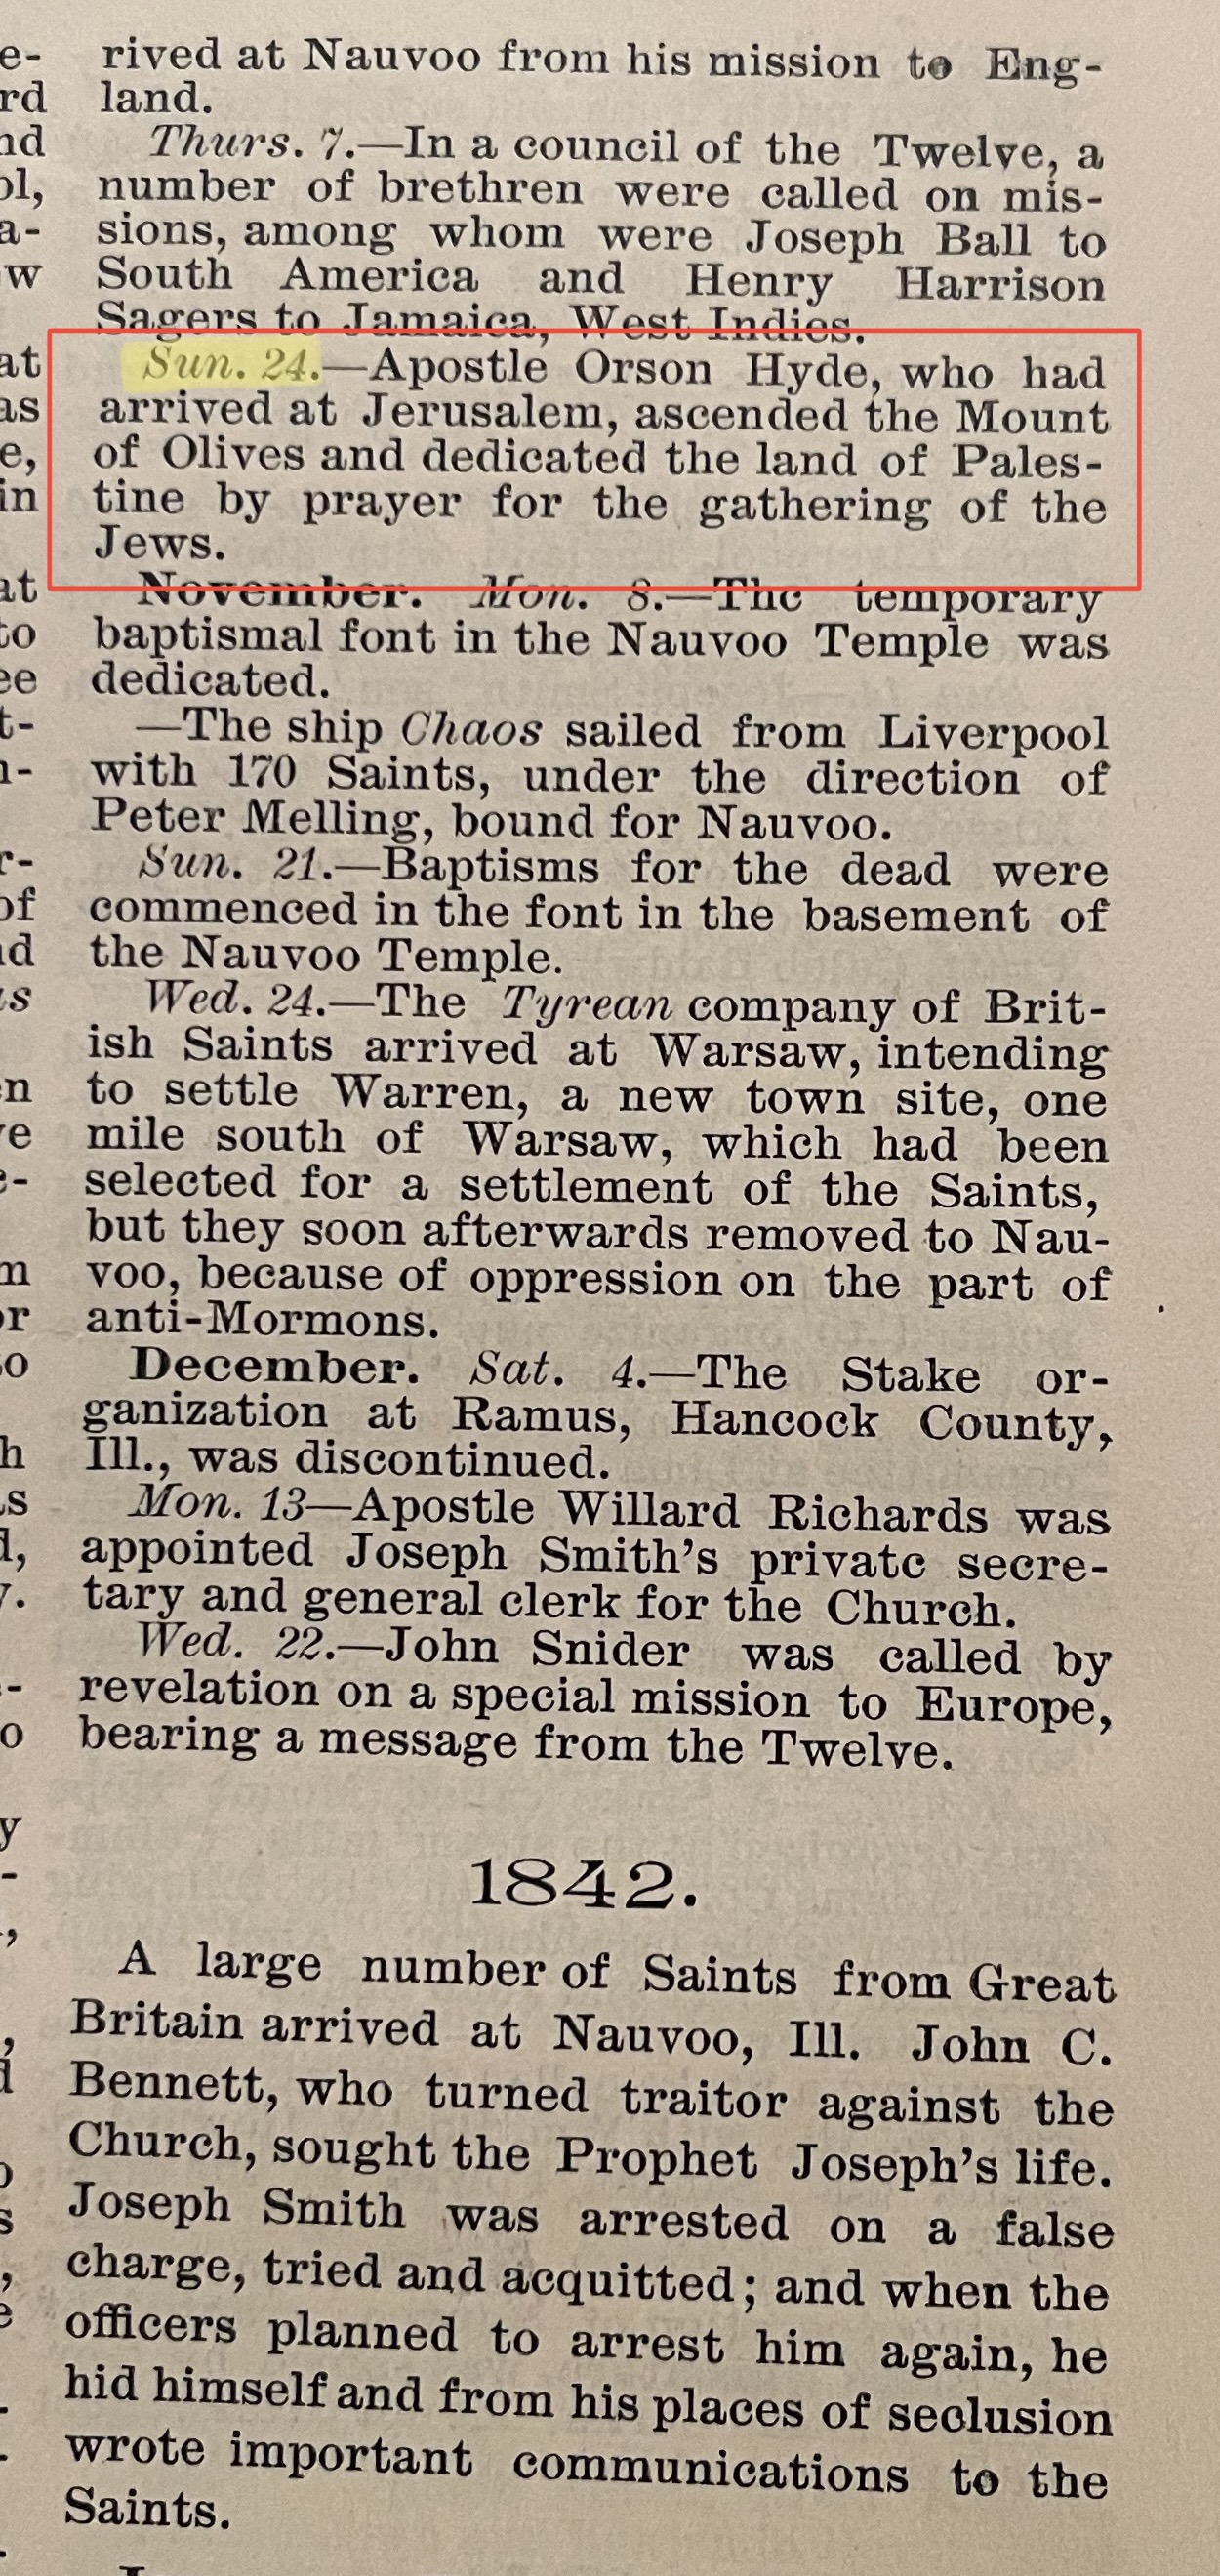 rived at Nauvoo from his mission to Eng-
land.
Thurs. 7.—In a council of the Twelve, a
number of brethren were called on mis-
sions, among whom were Joseph Ball to
South America and Henry Harrison
Sagers to Jamaica, West Indies.
Sun. 24.—Apostle Orson Hyde, who had
arrived at Jerusalem, ascended the Mount
of Olives and dedicated the land of Pales-
tine by prayer for the gathering of the
Jews.
November. Mon. 8.—The temporary
baptismal font in the Nauvoo Temple was
dedicated.
—The ship Chaos sailed from Liverpool
with 170 Saints, under the direction of
Peter Melling, bound for Nauvoo.
Sun. 21.—Baptisms for the dead were
commenced in the font in the basement of
the Nauvoo Temple.
Wed. 24.—The Tyrean company of Brit-
ish Saints arrived at Warsaw, intending
to settle Warren, a new town site, one
mile south of Warsaw, which had been
selected for a settlement of the Saints,
but they soon afterwards removed to Nau-
voo, because of oppression on the part of
anti-Mormons.
December. Sat. 4.—The Stake or-
ganization at Ramus, Hancock County,
Ill., was discontinued.
Mon. 13—Apostle Willard Richards was
appointed Joseph Smith's private secre-
tary and general clerk for the Church.
Wed. 22.—John Snider was called by
revelation on a special mission to Europe,
bearing a message from the Twelve.
1842.
A large number of Saints from Great
Britain arrived at Nauvoo, Ill. John C.
Bennett, who turned traitor against the
Church, sought the Prophet Joseph's life.
Joseph Smith was arrested on a false
charge, tried and acquitted; and when the
officers planned to arrest him again, he
hid himself and from his places of seclusion
wrote important communications to the
Saints.